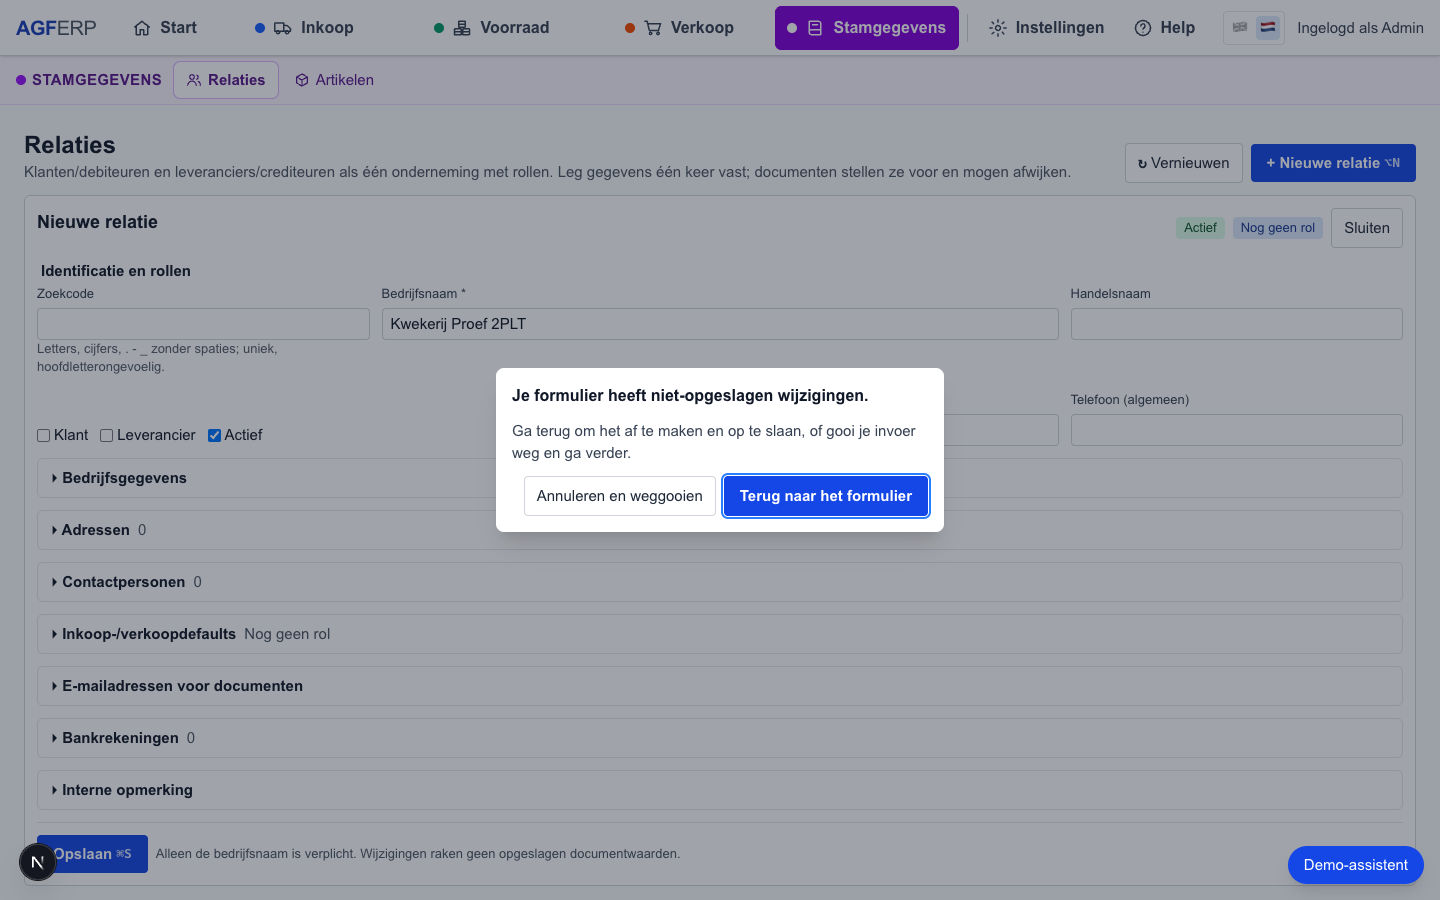 AGFERP Start Inkoop Voorraad Verkoop Stamgegevens Instellingen Help Ingelogd als Admin
STAMGEGEVENS Relaties Artikelen
Relaties
Klanten/debiteuren en leveranciers/crediteuren als één onderneming met rollen. Leg gegevens één keer vast; documenten stellen ze voor en mogen afwijken.
↻ Vernieuwen + Nieuwe relatie ⌥N
Nieuwe relatie
Actief Nog geen rol Sluiten
Identificatie en rollen
Zoekcode Bedrijfsnaam * Handelsnaam
Kwekerij Proef 2PLT
Letters, cijfers, . - _ zonder spaties; uniek,
hoofdletterongevoelig.
Telefoon (algemeen)
Klant Leverancier Actief
Je formulier heeft niet-opgeslagen wijzigingen.
Ga terug om het af te maken en op te slaan, of gooi je invoer
weg en ga verder.
Annuleren en weggooien Terug naar het formulier
Bedrijfsgegevens
Adressen 0
Contactpersonen 0
Inkoop-/verkoopdefaults Nog geen rol
E-mailadressen voor documenten
Bankrekeningen 0
Interne opmerking
Opslaan ⌘S Alleen de bedrijfsnaam is verplicht. Wijzigingen raken geen opgeslagen documentwaarden.
N
Demo-assistent